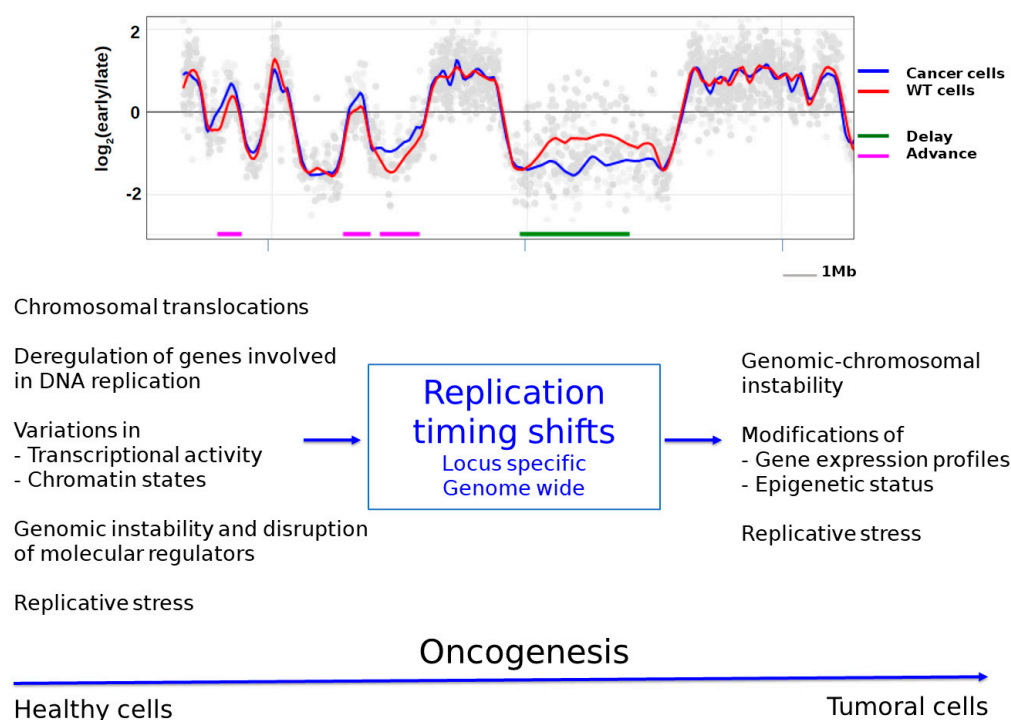 2
0
-2
log2(early/late)
Cancer cells
WT cells
Delay
Advance
1Mb
Chromosomal translocations
Deregulation of genes involved
in DNA replication
Variations in
- Transcriptional activity
- Chromatin states
Genomic instability and disruption
of molecular regulators
Replicative stress
Replication
timing shifts
Locus specific
Genome wide
Genomic-chromosomal
instability
Modifications of
- Gene expression profiles
- Epigenetic status
Replicative stress
Oncogenesis
Healthy cells
Tumoral cells